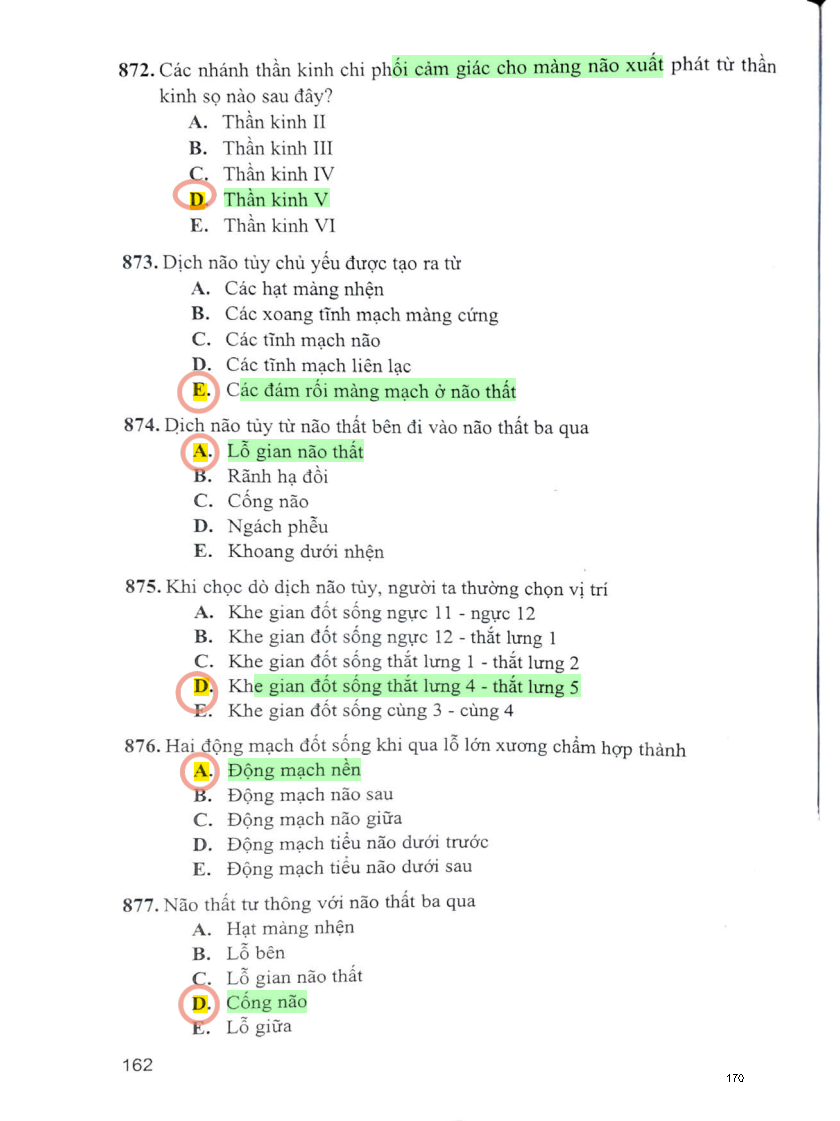 872. Các nhánh thần kinh chi phối cảm giác cho màng não xuất phát từ thần
kinh sọ nào sau đây?
A. Thần kinh II
B. Thần kinh III
C. Thần kinh IV
D. Thần kinh V
E. Thần kinh VI
873. Dịch não tủy chủ yếu được tạo ra từ
A. Các hạt màng nhện
B. Các xoang tĩnh mạch màng cứng
C. Các tĩnh mạch não
D. Các tĩnh mạch liên lạc
E. Các đám rối màng mạch ở não thất
874. Dịch não tủy từ não thất bên đi vào não thất ba qua
A. Lỗ gian não thất
B. Rãnh hạ đồi
C. Cống não
D. Ngách phễu
E. Khoang dưới nhện
875. Khi chọc dò dịch não tủy, người ta thường chọn vị trí
A. Khe gian đốt sống ngực 11 - ngực 12
B. Khe gian đốt sống ngực 12 - thắt lưng 1
C. Khe gian đốt sống thắt lưng 1 - thắt lưng 2
D. Khe gian đốt sống thắt lưng 4 - thắt lưng 5
E. Khe gian đốt sống cùng 3 - cùng 4
876. Hai động mạch đốt sống khi qua lỗ lớn xương chẩm hợp thành
A. Động mạch nền
B. Động mạch não sau
C. Động mạch não giữa
D. Động mạch tiểu não dưới trước
E. Động mạch tiểu não dưới sau
877. Não thất tư thông với não thất ba qua
A. Hạt màng nhện
B. Lỗ bên
C. Lỗ gian não thất
D. Cống não
E. Lỗ giữa
162
170